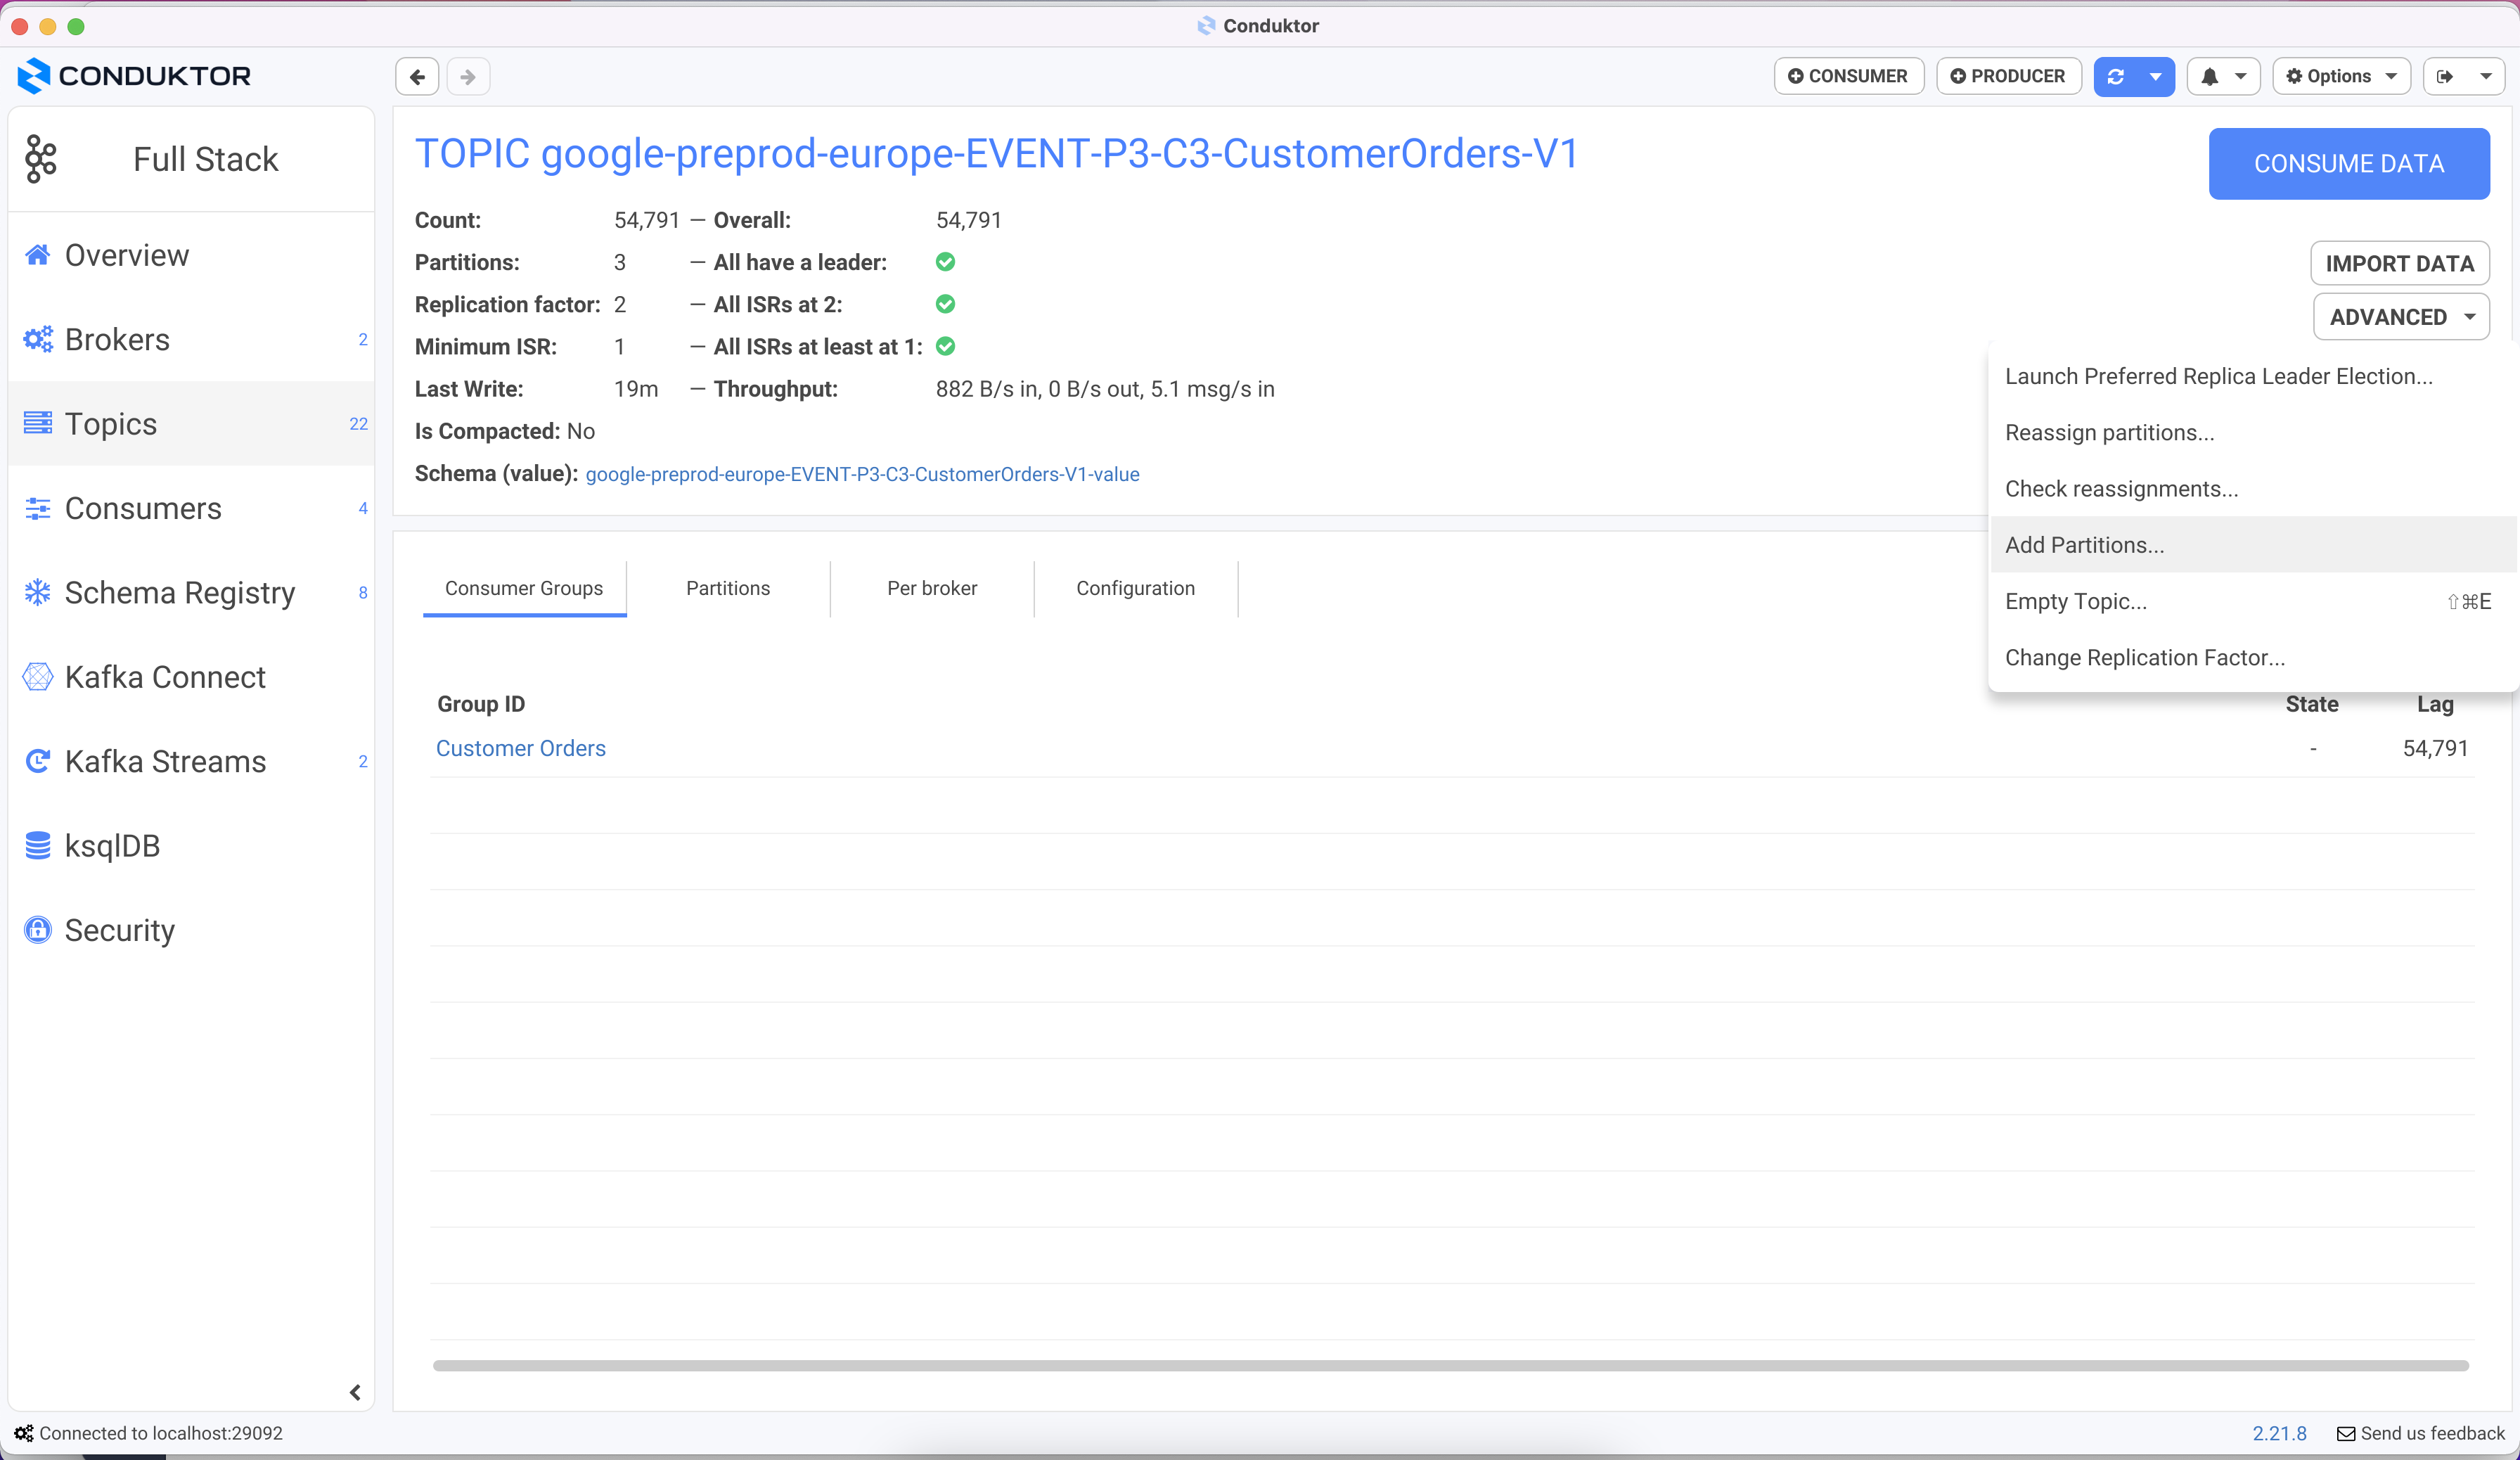 Conduktor
CONDUKTOR
CONSUMER
PRODUCER
Options
Full Stack
Overview
Brokers 2
Topics 22
Consumers 4
Schema Registry 8
Kafka Connect
Kafka Streams 2
ksqlDB
Security
TOPIC google-preprod-europe-EVENT-P3-C3-CustomerOrders-V1
CONSUME DATA
Count: 54,791 — Overall: 54,791
Partitions: 3 — All have a leader:
Replication factor: 2 — All ISRs at 2:
Minimum ISR: 1 — All ISRs at least at 1:
Last Write: 19m — Throughput: 882 B/s in, 0 B/s out, 5.1 msg/s in
Is Compacted: No
Schema (value): google-preprod-europe-EVENT-P3-C3-CustomerOrders-V1-value
IMPORT DATA
ADVANCED
Launch Preferred Replica Leader Election...
Reassign partitions...
Check reassignments...
Add Partitions...
Empty Topic... ⇧⌘E
Change Replication Factor...
Consumer Groups Partitions Per broker Configuration
Group ID State Lag
Customer Orders - 54,791
Connected to localhost:29092
2.21.8 Send us feedback